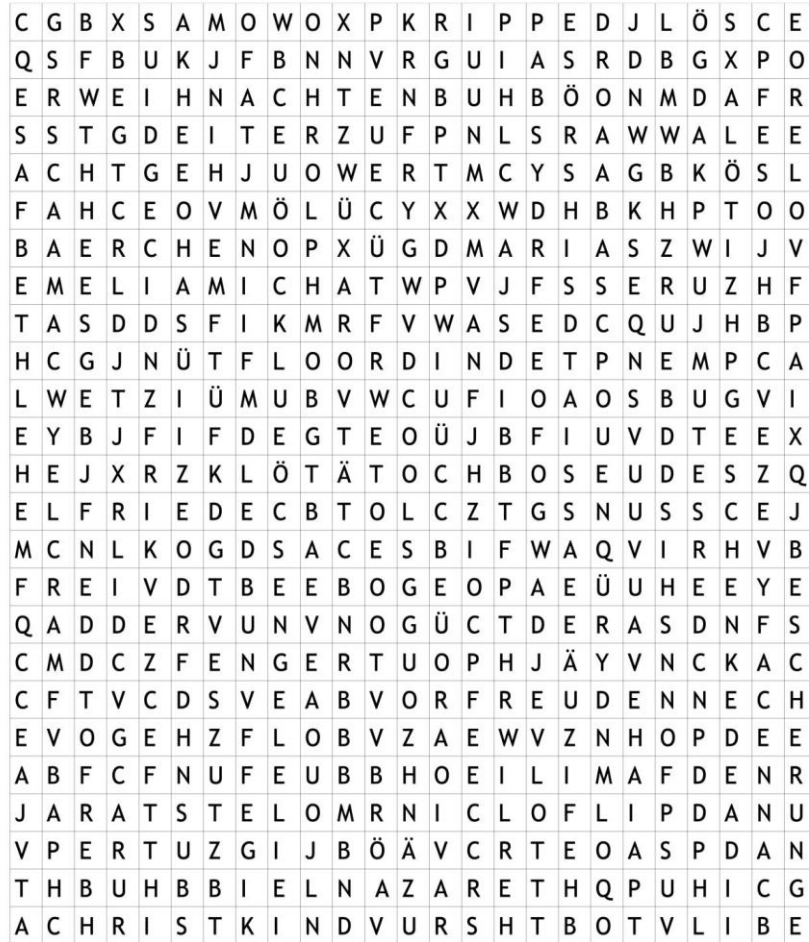 C G B X S A M O W O X P K R I P P E D J L Ö S C E
Q S F B U K J F B N N V R G U I A S R D B G X P O
E R W E I H N A C H T E N B U H B Ö O N M D A F R
S S T G D E I T E R Z U F P N L S R A W W A L E E
A C H T G E H J U O W E R T M C Y S A G B K Ö S L
F A H C E O V M Ö L Ü C Y X X W D H B K H P T O O
B A E R C H E N O P X Ü G D M A R I A S Z W I J V
E M E L I A M I C H A T W P V J F S S E R U Z H F
T A S D D S F I K M R F V W A S E D C Q U J H B P
H C G J N Ü T F L O O R D I N D E T P N E M P C A
L W E T Z I Ü M U B V W C U F I O A O S B U G V I
E Y B J F I F D E G T E O Ü J B F I U V D T E E X
H E J X R Z K L Ö T Ä T O C H B O S E U D E S Z Q
E L F R I E D E C B T O L C Z T G S N U S S C E J
M C N L K O G D S A C E S B I F W A Q V I R H V B
F R E I V D T B E E B O G E O P A E Ü U H E E Y E
Q A D D E R V U N V N O G Ü C T D E R A S D N F S
C M D C Z F E N G E R T U O P H J Ä Y V N C K A C
C F T V C D S V E A B V O R F R E U D E N N E C H
E V O G E H Z F L O B V Z A E W V Z N H O P D E E
A B F C F N U F E U B B H O E I L I M A F D E N R
J A R A T S T E L O M R N I C L O F L I P D A N U
V P E R T U Z G I J B Ö Ä V C R T E O A S P D A N
T H B U H B B I E L N A Z A R E T H Q P U H I C G
A C H R I S T K I N D V U R S H T B O T V L I B E